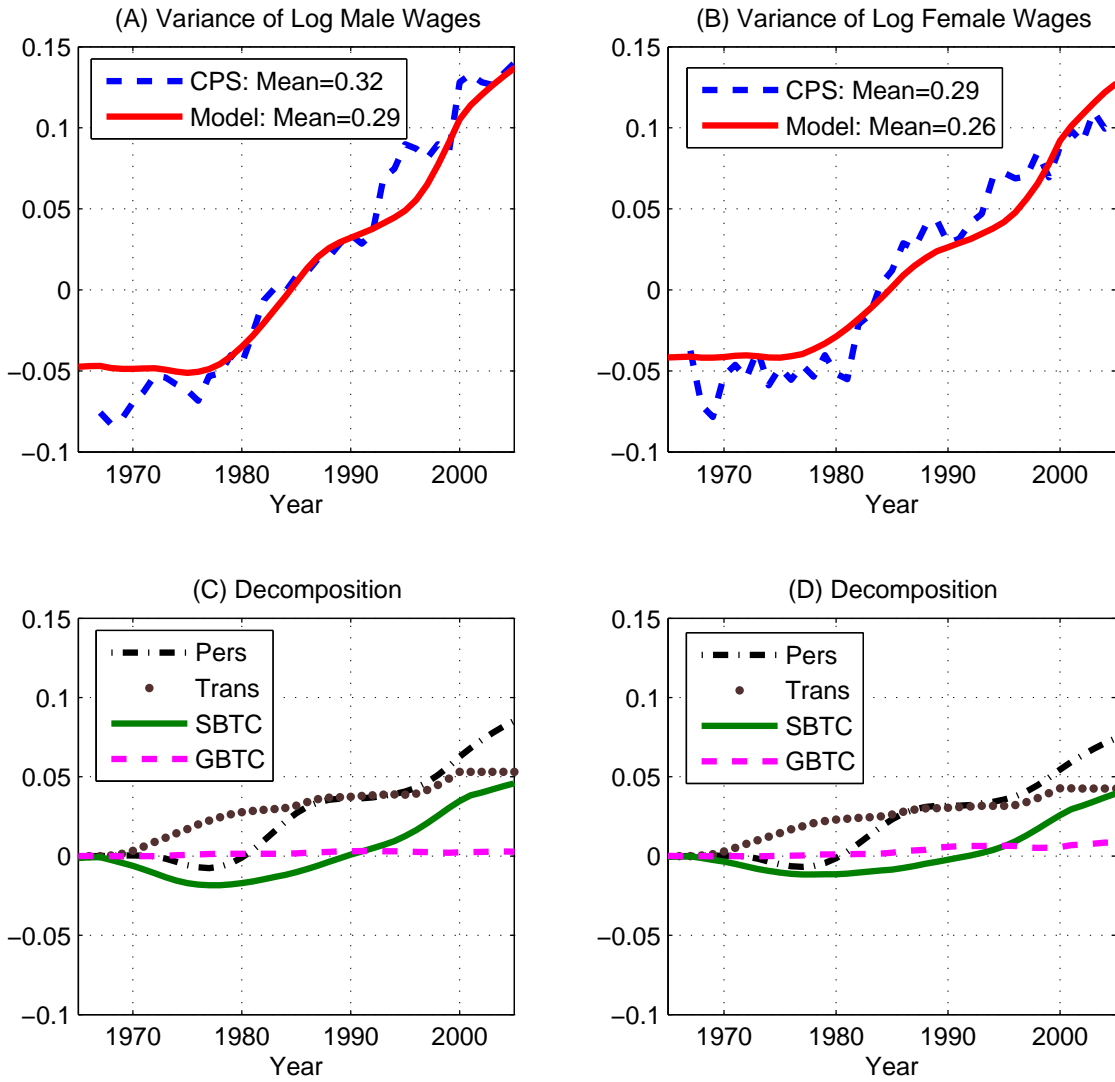 (A) Variance of Log Male Wages
0.15
0.1
0.05
0
−0.05
−0.1
CPS: Mean=0.32
Model: Mean=0.29
1970 1980 1990 2000
Year
(B) Variance of Log Female Wages
0.15
0.1
0.05
0
−0.05
−0.1
CPS: Mean=0.29
Model: Mean=0.26
1970 1980 1990 2000
Year
(C) Decomposition
0.15
0.1
0.05
0
−0.05
−0.1
Pers
Trans
SBTC
GBTC
1970 1980 1990 2000
Year
(D) Decomposition
0.15
0.1
0.05
0
−0.05
−0.1
Pers
Trans
SBTC
GBTC
1970 1980 1990 2000
Year